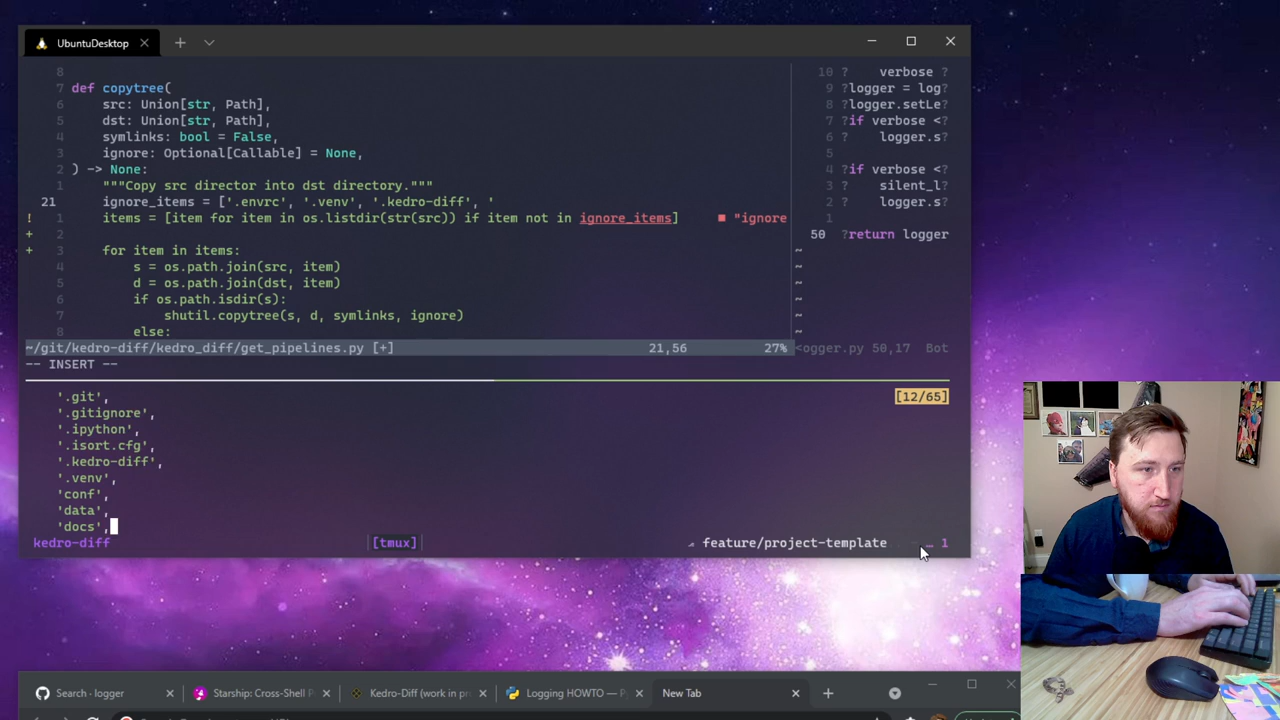 UbuntuDesktop
8
7 def copytree(
6 src: Union[str, Path],
5 dst: Union[str, Path],
4 symlinks: bool = False,
3 ignore: Optional[Callable] = None,
2 ) -> None:
1 """Copy src director into dst directory."""
21 ignore_items = ['.envrc', '.venv', '.kedro-diff', '
! 1 items = [item for item in os.listdir(str(src)) if item not in ignore_items] ■ "ignore
+ 2
+ 3 for item in items:
4 s = os.path.join(src, item)
5 d = os.path.join(dst, item)
6 if os.path.isdir(s):
7 shutil.copytree(s, d, symlinks, ignore)
8 else:
~/git/kedro-diff/kedro_diff/get_pipelines.py [+] 21,56 27%
-- INSERT --
10 ? verbose ?
9 ?logger = log?
8 ?logger.setLe?
7 ?if verbose <?
6 ? logger.s?
5
4 ?if verbose <?
3 ? silent_l?
2 ? logger.s?
1
50 ?return logger
~
~
~
~
~
~
<ogger.py 50,17 Bot
[12/65]
'.git',
'.gitignore',
'.ipython',
'.isort.cfg',
'.kedro-diff',
'.venv',
'conf',
'data',
'docs',
kedro-diff [tmux] feature/project-template 1
Search · logger
Starship: Cross-Shell P
Kedro-Diff (work in pr
Logging HOWTO — P
New Tab